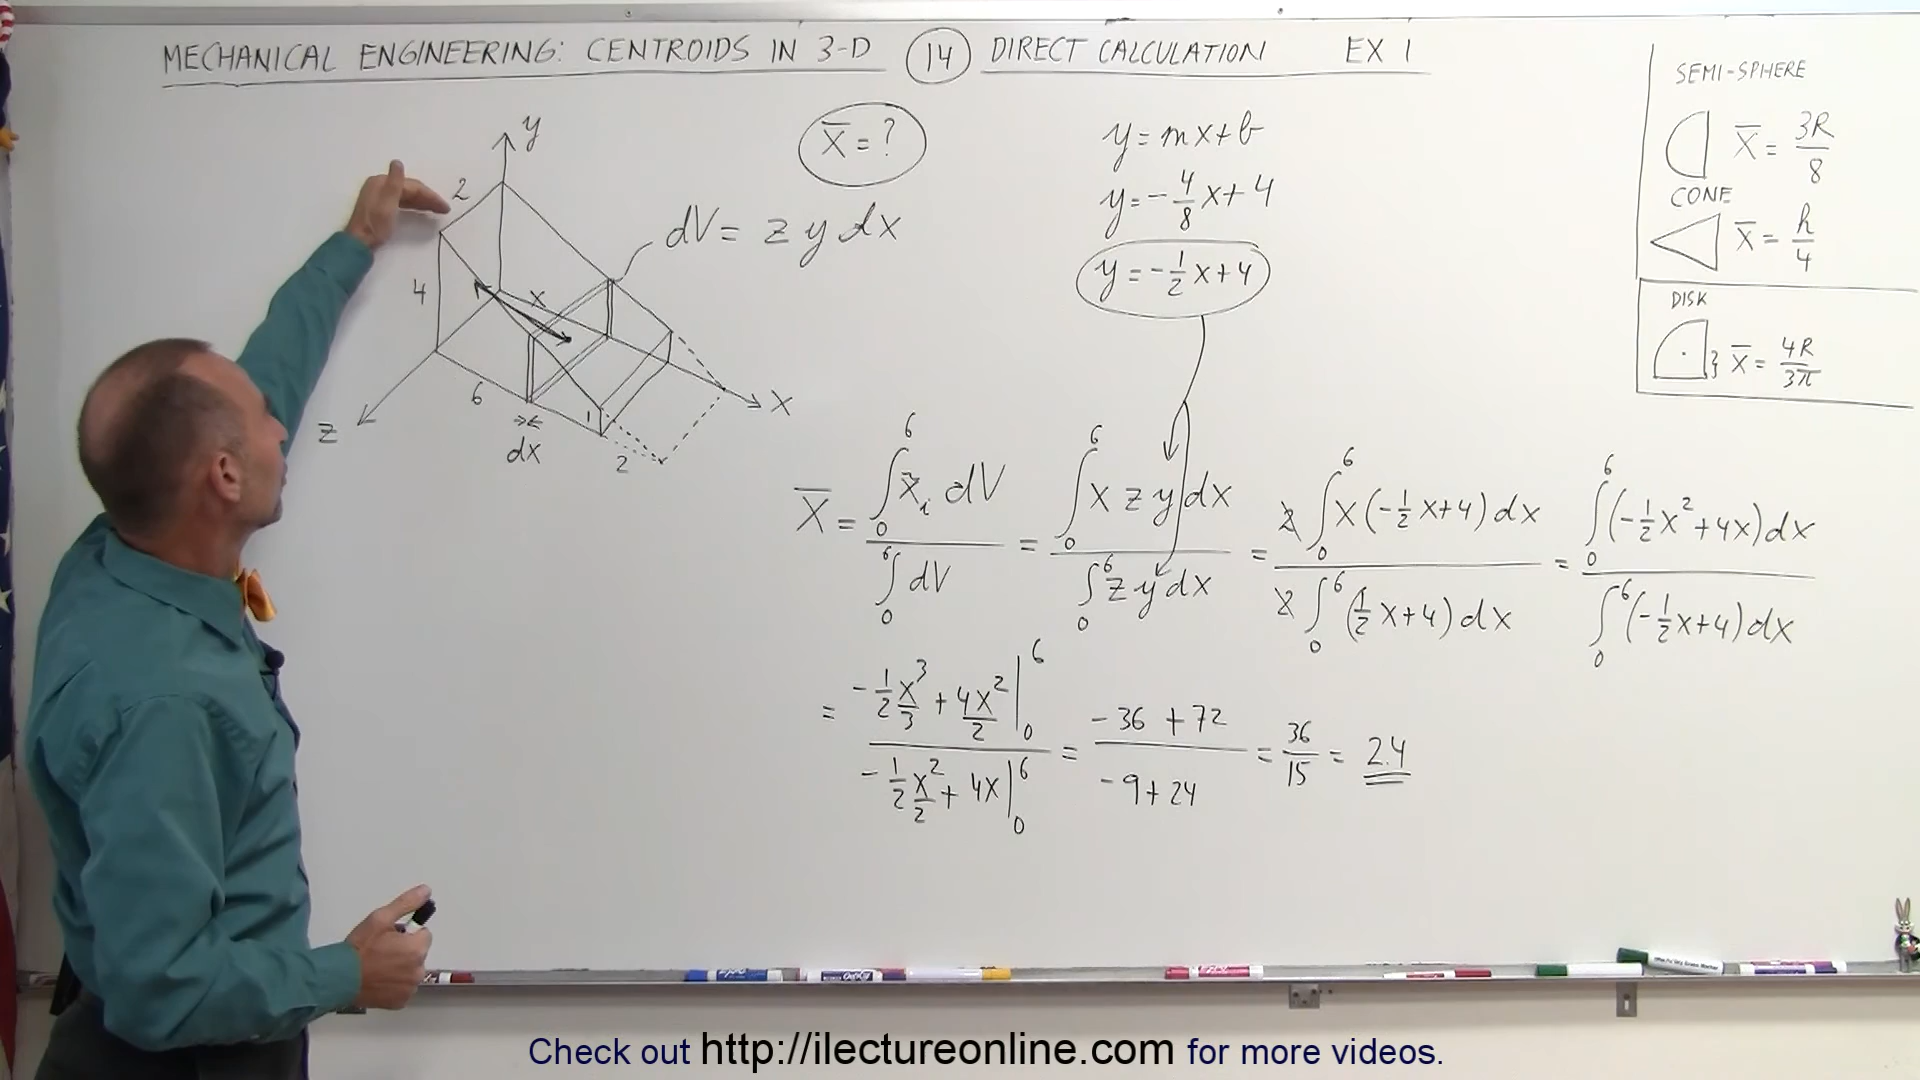 MECHANICAL ENGINEERING: CENTROIDS IN 3-D (14) DIRECT CALCULATION EX 1
X̄ = ?
y = mx + b
y = -4/8 x + 4
y = -1/2 x + 4
dV = z y dx
y
2
4
x
6
1
z
dx
2
X
SEMI-SPHERE
X̄ = 3R/8
CONE
X̄ = h/4
DISK
} X̄ = 4R/3π
X̄ = ∫₀⁶ x̄ᵢ dV / ∫₀⁶ dV = ∫₀⁶ x z y dx / ∫₀⁶ z y dx = 2 ∫₀⁶ x(-1/2 x+4) dx / 2 ∫₀⁶ (1/2 x+4) dx = ∫₀⁶ (-1/2 x² + 4x) dx / ∫₀⁶ (-1/2 x+4) dx
= -1/2 x³/3 + 4x²/2 |₀⁶ / -1/2 x²/2 + 4x |₀⁶ = -36 + 72 / -9 + 24 = 36/15 = 2.4
Check out http://ilectureonline.com for more videos.